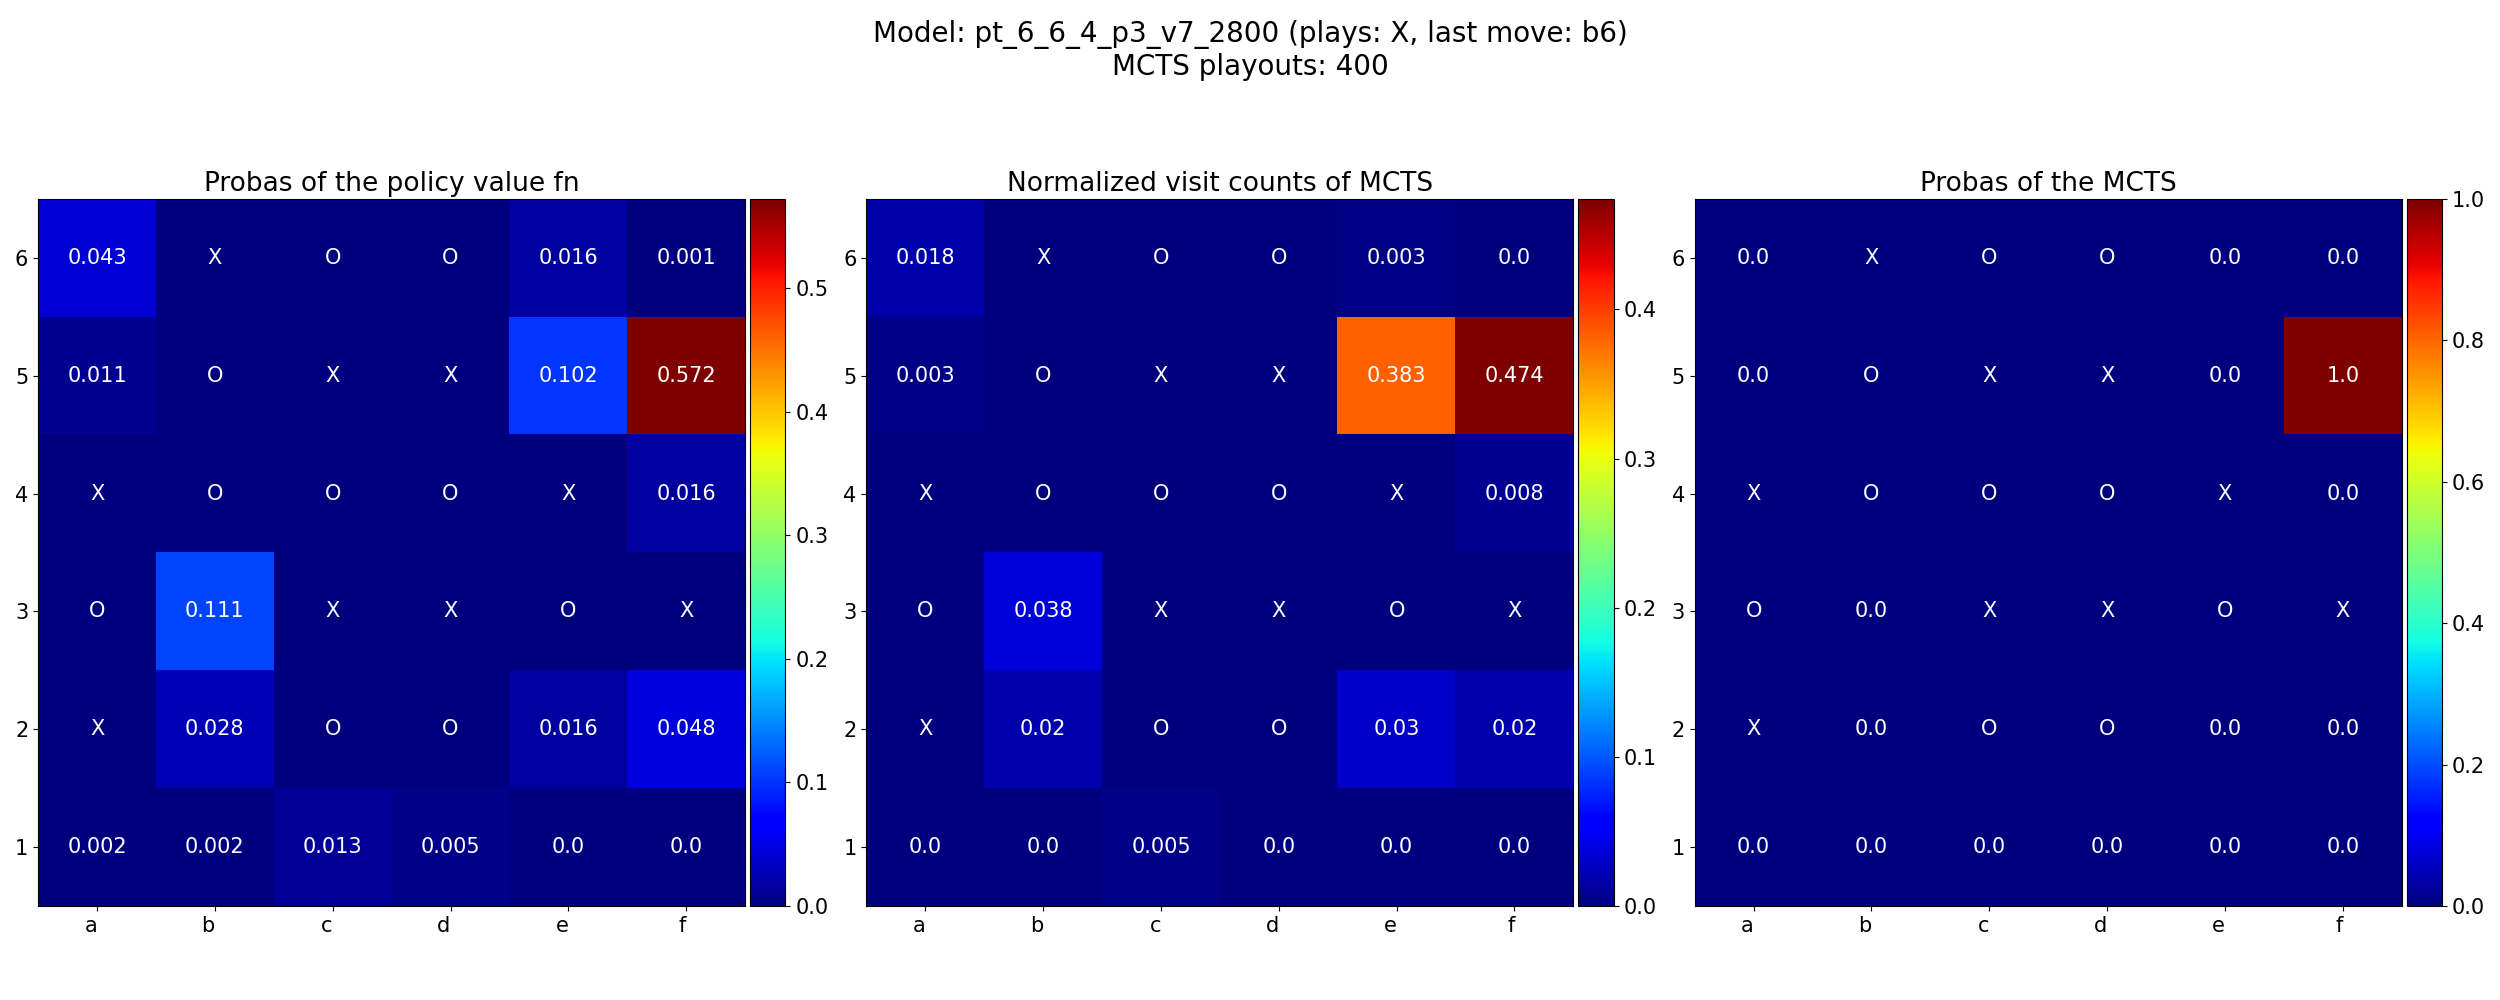 Model: pt_6_6_4_p3_v7_2800 (plays: X, last move: b6)
MCTS playouts: 400
Probas of the policy value fn
6 0.043 X O O 0.016 0.001
5 0.011 O X X 0.102 0.572
4 X O O O X 0.016
3 O 0.111 X X O X
2 X 0.028 O O 0.016 0.048
1 0.002 0.002 0.013 0.005 0.0 0.0
a b c d e f
0.5
0.4
0.3
0.2
0.1
0.0
Normalized visit counts of MCTS
6 0.018 X O O 0.003 0.0
5 0.003 O X X 0.383 0.474
4 X O O O X 0.008
3 O 0.038 X X O X
2 X 0.02 O O 0.03 0.02
1 0.0 0.0 0.005 0.0 0.0 0.0
a b c d e f
0.4
0.3
0.2
0.1
0.0
Probas of the MCTS
6 0.0 X O O 0.0 0.0
5 0.0 O X X 0.0 1.0
4 X O O O X 0.0
3 O 0.0 X X O X
2 X 0.0 O O 0.0 0.0
1 0.0 0.0 0.0 0.0 0.0 0.0
a b c d e f
1.0
0.8
0.6
0.4
0.2
0.0